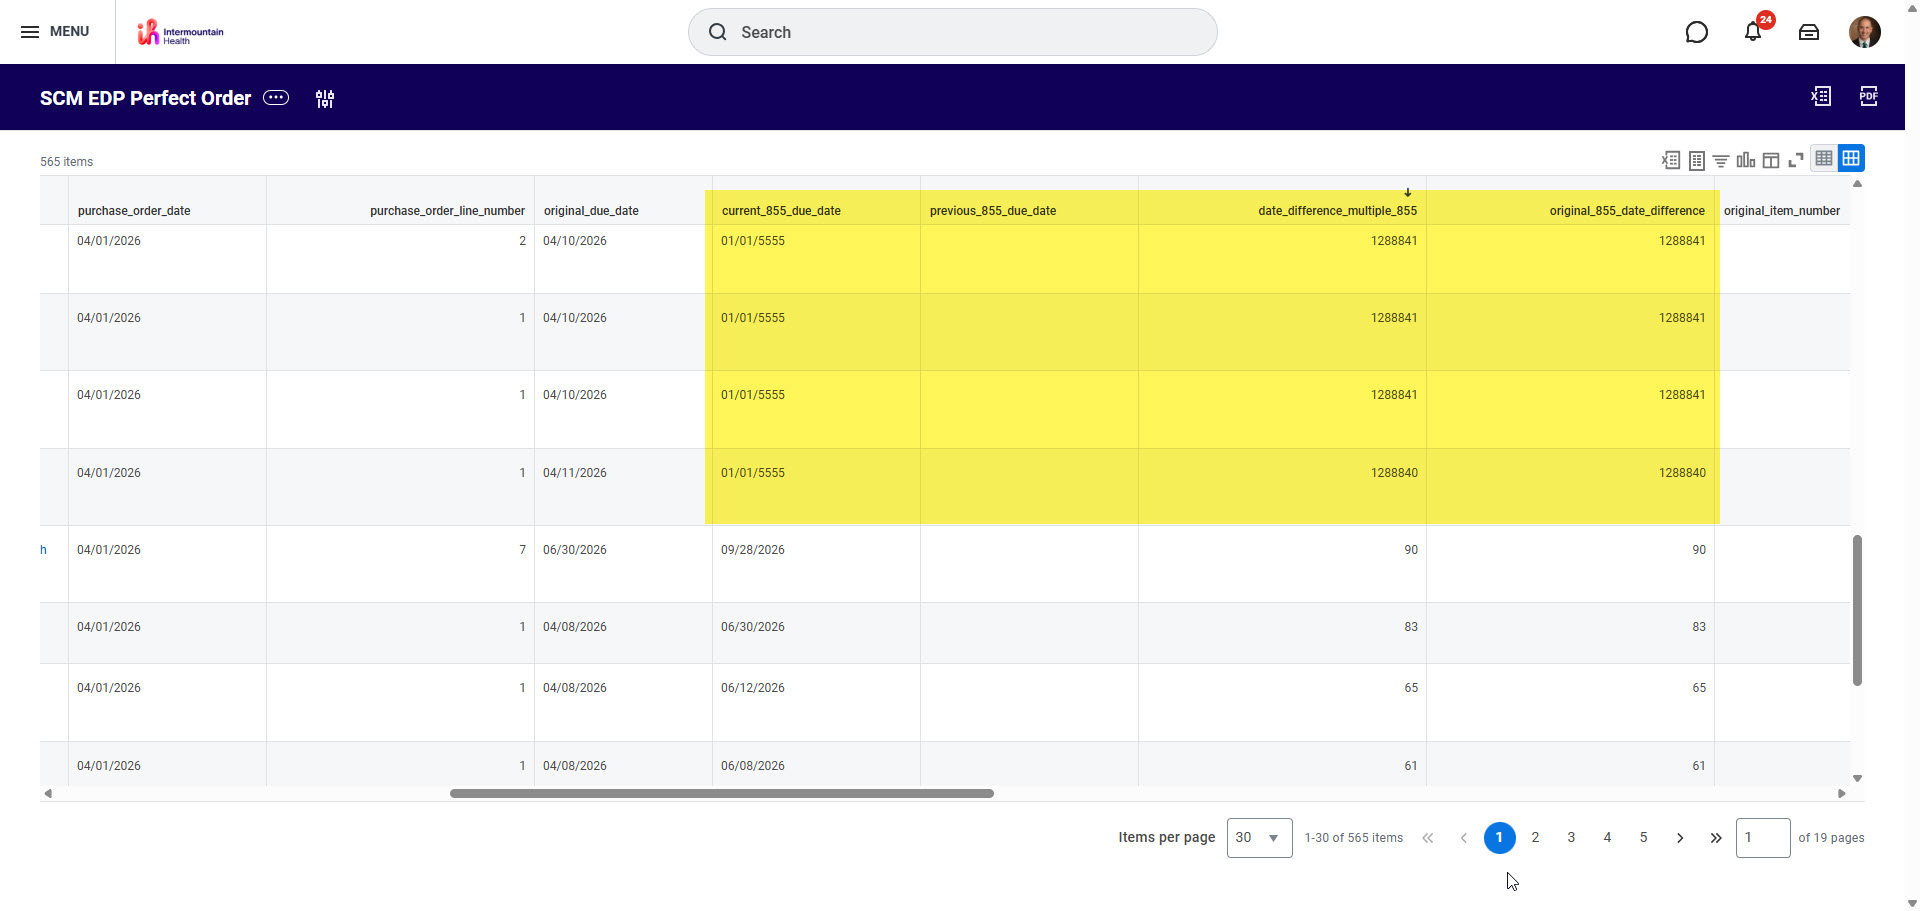 MENU
Intermountain
Health
Search
24
SCM EDP Perfect Order
PDF
565 items
purchase_order_date purchase_order_line_number original_due_date current_855_due_date previous_855_due_date date_difference_multiple_855 original_855_date_difference original_item_number
04/01/2026 2 04/10/2026 01/01/5555 1288841 1288841
04/01/2026 1 04/10/2026 01/01/5555 1288841 1288841
04/01/2026 1 04/10/2026 01/01/5555 1288841 1288841
04/01/2026 1 04/11/2026 01/01/5555 1288840 1288840
h 04/01/2026 7 06/30/2026 09/28/2026 90 90
04/01/2026 1 04/08/2026 06/30/2026 83 83
04/01/2026 1 04/08/2026 06/12/2026 65 65
04/01/2026 1 04/08/2026 06/08/2026 61 61
Items per page 30 1-30 of 565 items 1 2 3 4 5 1 of 19 pages